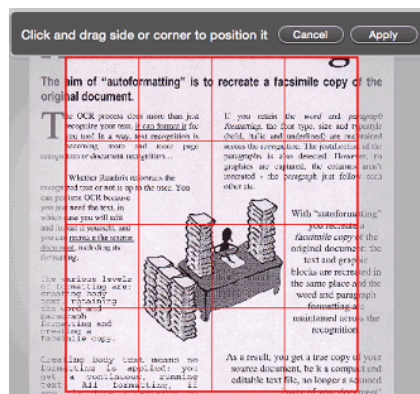 Click and drag side or corner to position it
Cancel
Apply
The aim of "autoformatting" is to recreate a facsimile copy of the
original document.
The OCR process does more than just
recognize your text, it can format it for
you too! In a way, text recognition is
becoming more and more page
recognition or document recognition...
Whether Readiris reformats the
recognized text or not is up to the user. You
can perform OCR because
you just need the text, in
which case you will edit
and format it yourself, and
you can recreate the source
document, including its
formatting.
The various levels
of formatting are:
creating body
text, retaining
the word and
paragraph
formatting and
creating a
facsimile copy.
Creating body text means no
formatting is applied: you
get a continuous, running
text. All formatting, if
If you retain the word and paragraph
formatting, the font type, size and typestyle
(bold, italic and underlined) are maintained
across the recognition. The justification of the
paragraphs is also detected. However, no
graphics are captured, the columns aren't
recreated - the paragraph just follow each
other etc.
With "autoformatting"
you recreate a
facsimile copy of the
original document: the
text and graphic
blocks are recreated in
the same place and the
word and paragraph
formatting are
maintained across the
recognition.
As a result, you get a true copy of your
source document, be it a compact and
editable text file, no longer a scanned
of your document!